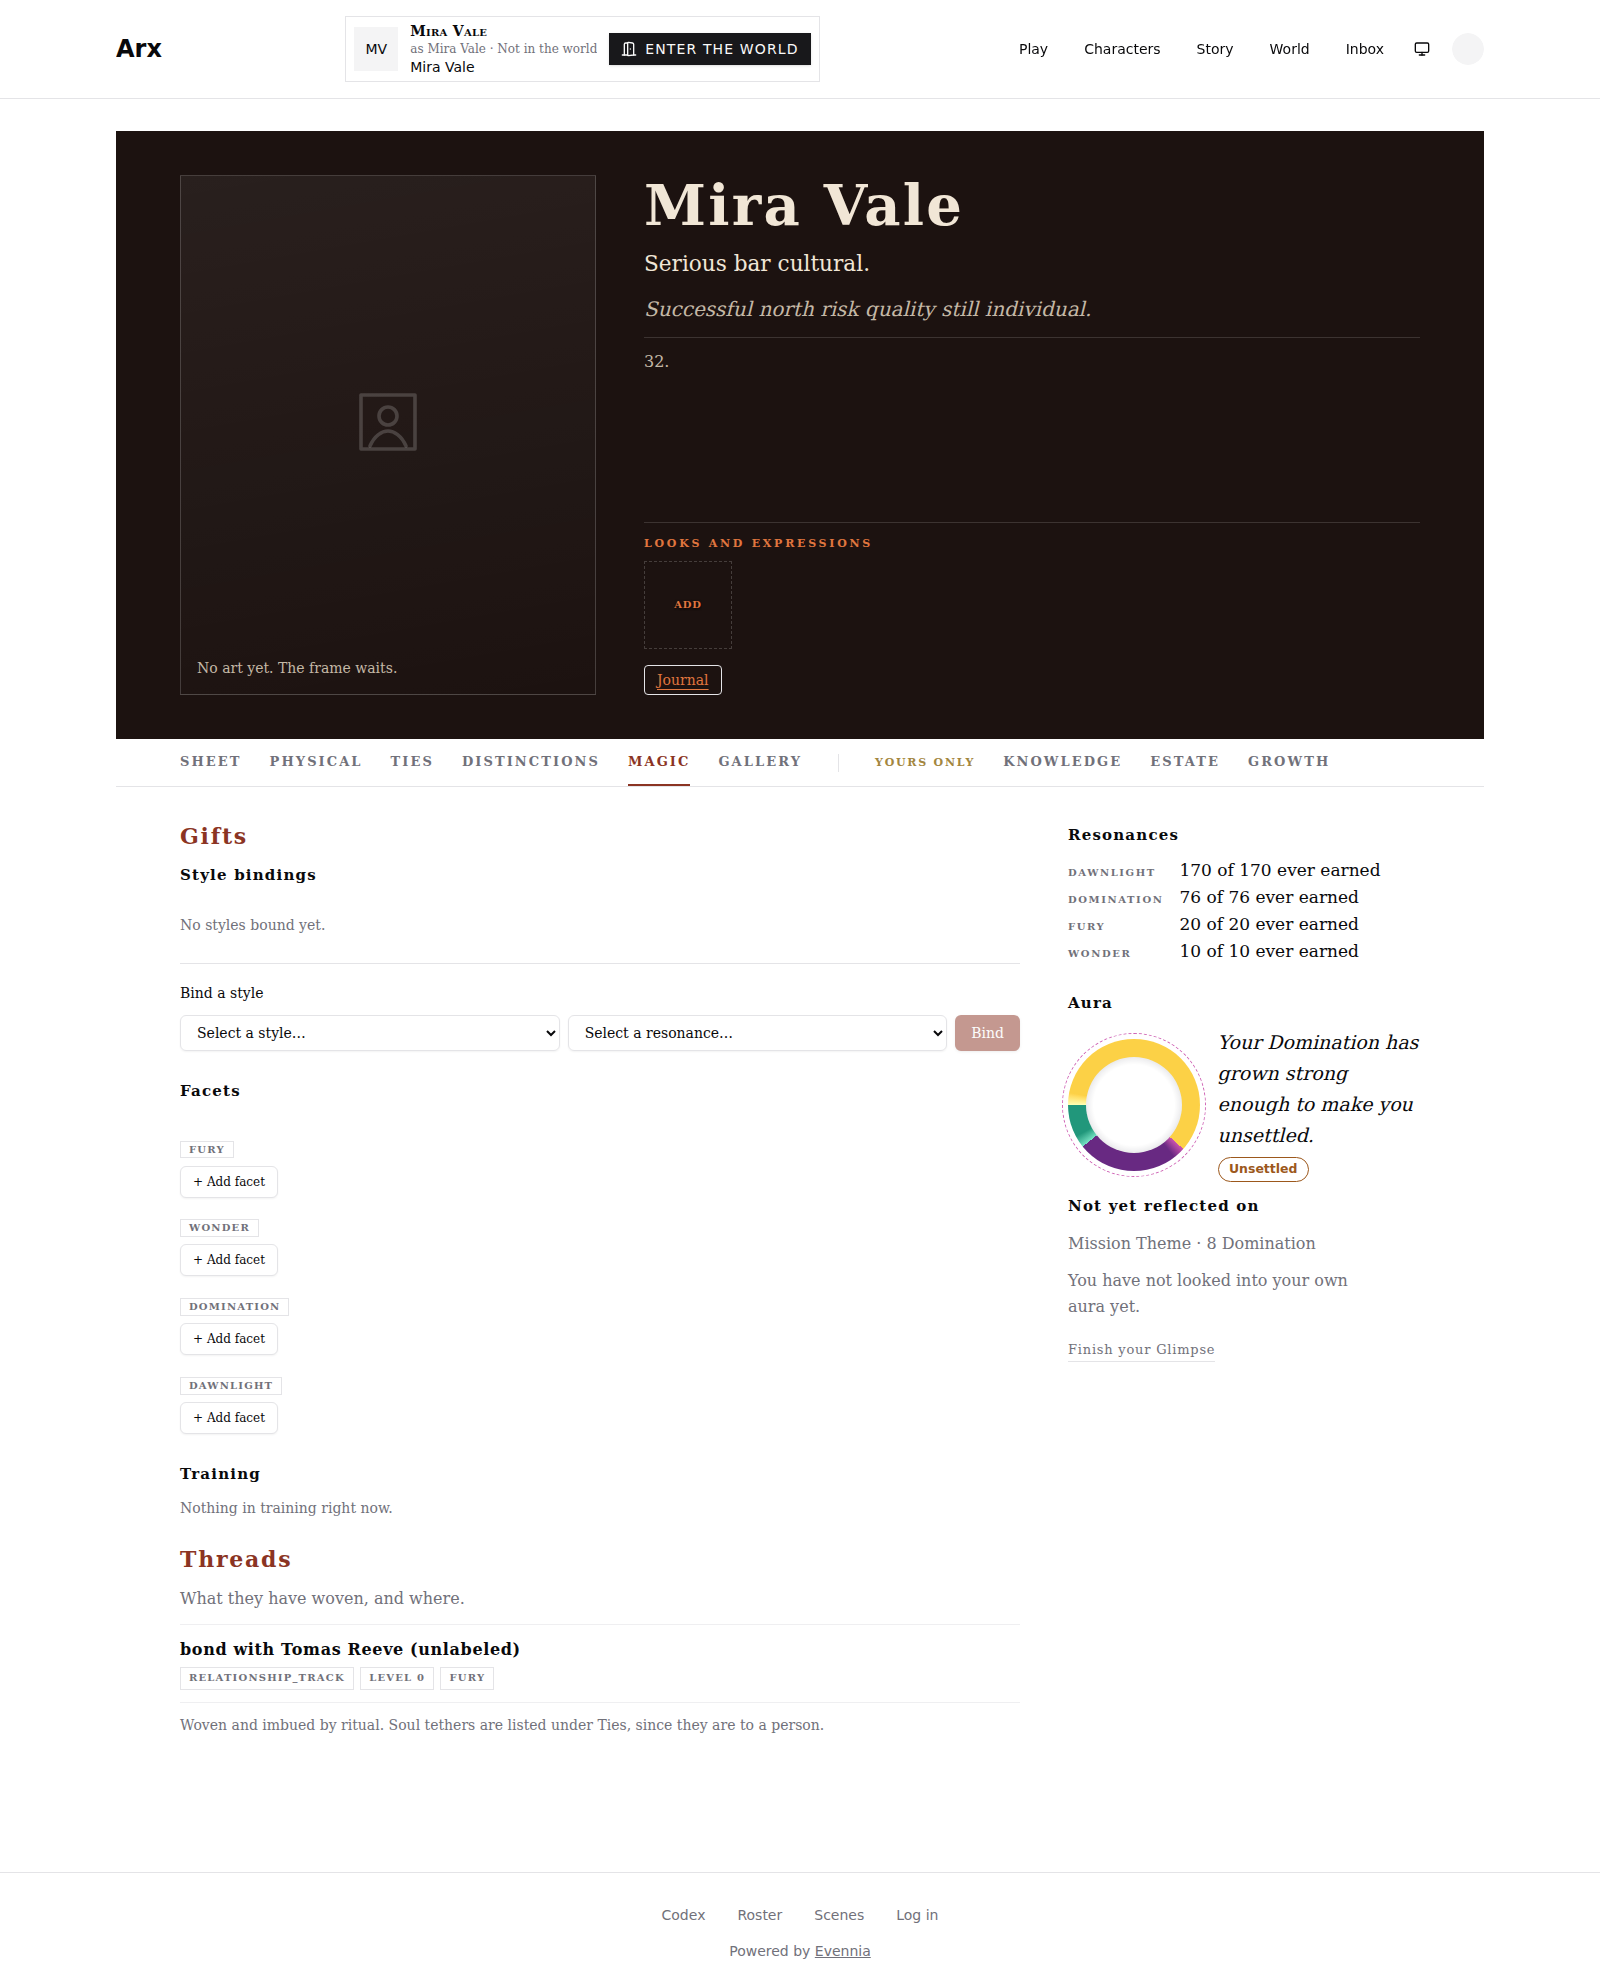 Arx
MV
Mira Vale
as Mira Vale · Not in the world
Mira Vale
ENTER THE WORLD
Play
Characters
Story
World
Inbox
Mira Vale
Serious bar cultural.
Successful north risk quality still individual.
32.
No art yet. The frame waits.
LOOKS AND EXPRESSIONS
ADD
Journal
SHEET
PHYSICAL
TIES
DISTINCTIONS
MAGIC
GALLERY
YOURS ONLY
KNOWLEDGE
ESTATE
GROWTH
Gifts
Style bindings
No styles bound yet.
Bind a style
Select a style...
Select a resonance...
Bind
Facets
FURY
+ Add facet
WONDER
+ Add facet
DOMINATION
+ Add facet
DAWNLIGHT
+ Add facet
Training
Nothing in training right now.
Threads
What they have woven, and where.
bond with Tomas Reeve (unlabeled)
RELATIONSHIP_TRACK
LEVEL 0
FURY
Woven and imbued by ritual. Soul tethers are listed under Ties, since they are to a person.
Resonances
DAWNLIGHT 170 of 170 ever earned
DOMINATION 76 of 76 ever earned
FURY 20 of 20 ever earned
WONDER 10 of 10 ever earned
Aura
Your Domination has
grown strong
enough to make you
unsettled.
Unsettled
Not yet reflected on
Mission Theme · 8 Domination
You have not looked into your own
aura yet.
Finish your Glimpse
Codex
Roster
Scenes
Log in
Powered by Evennia